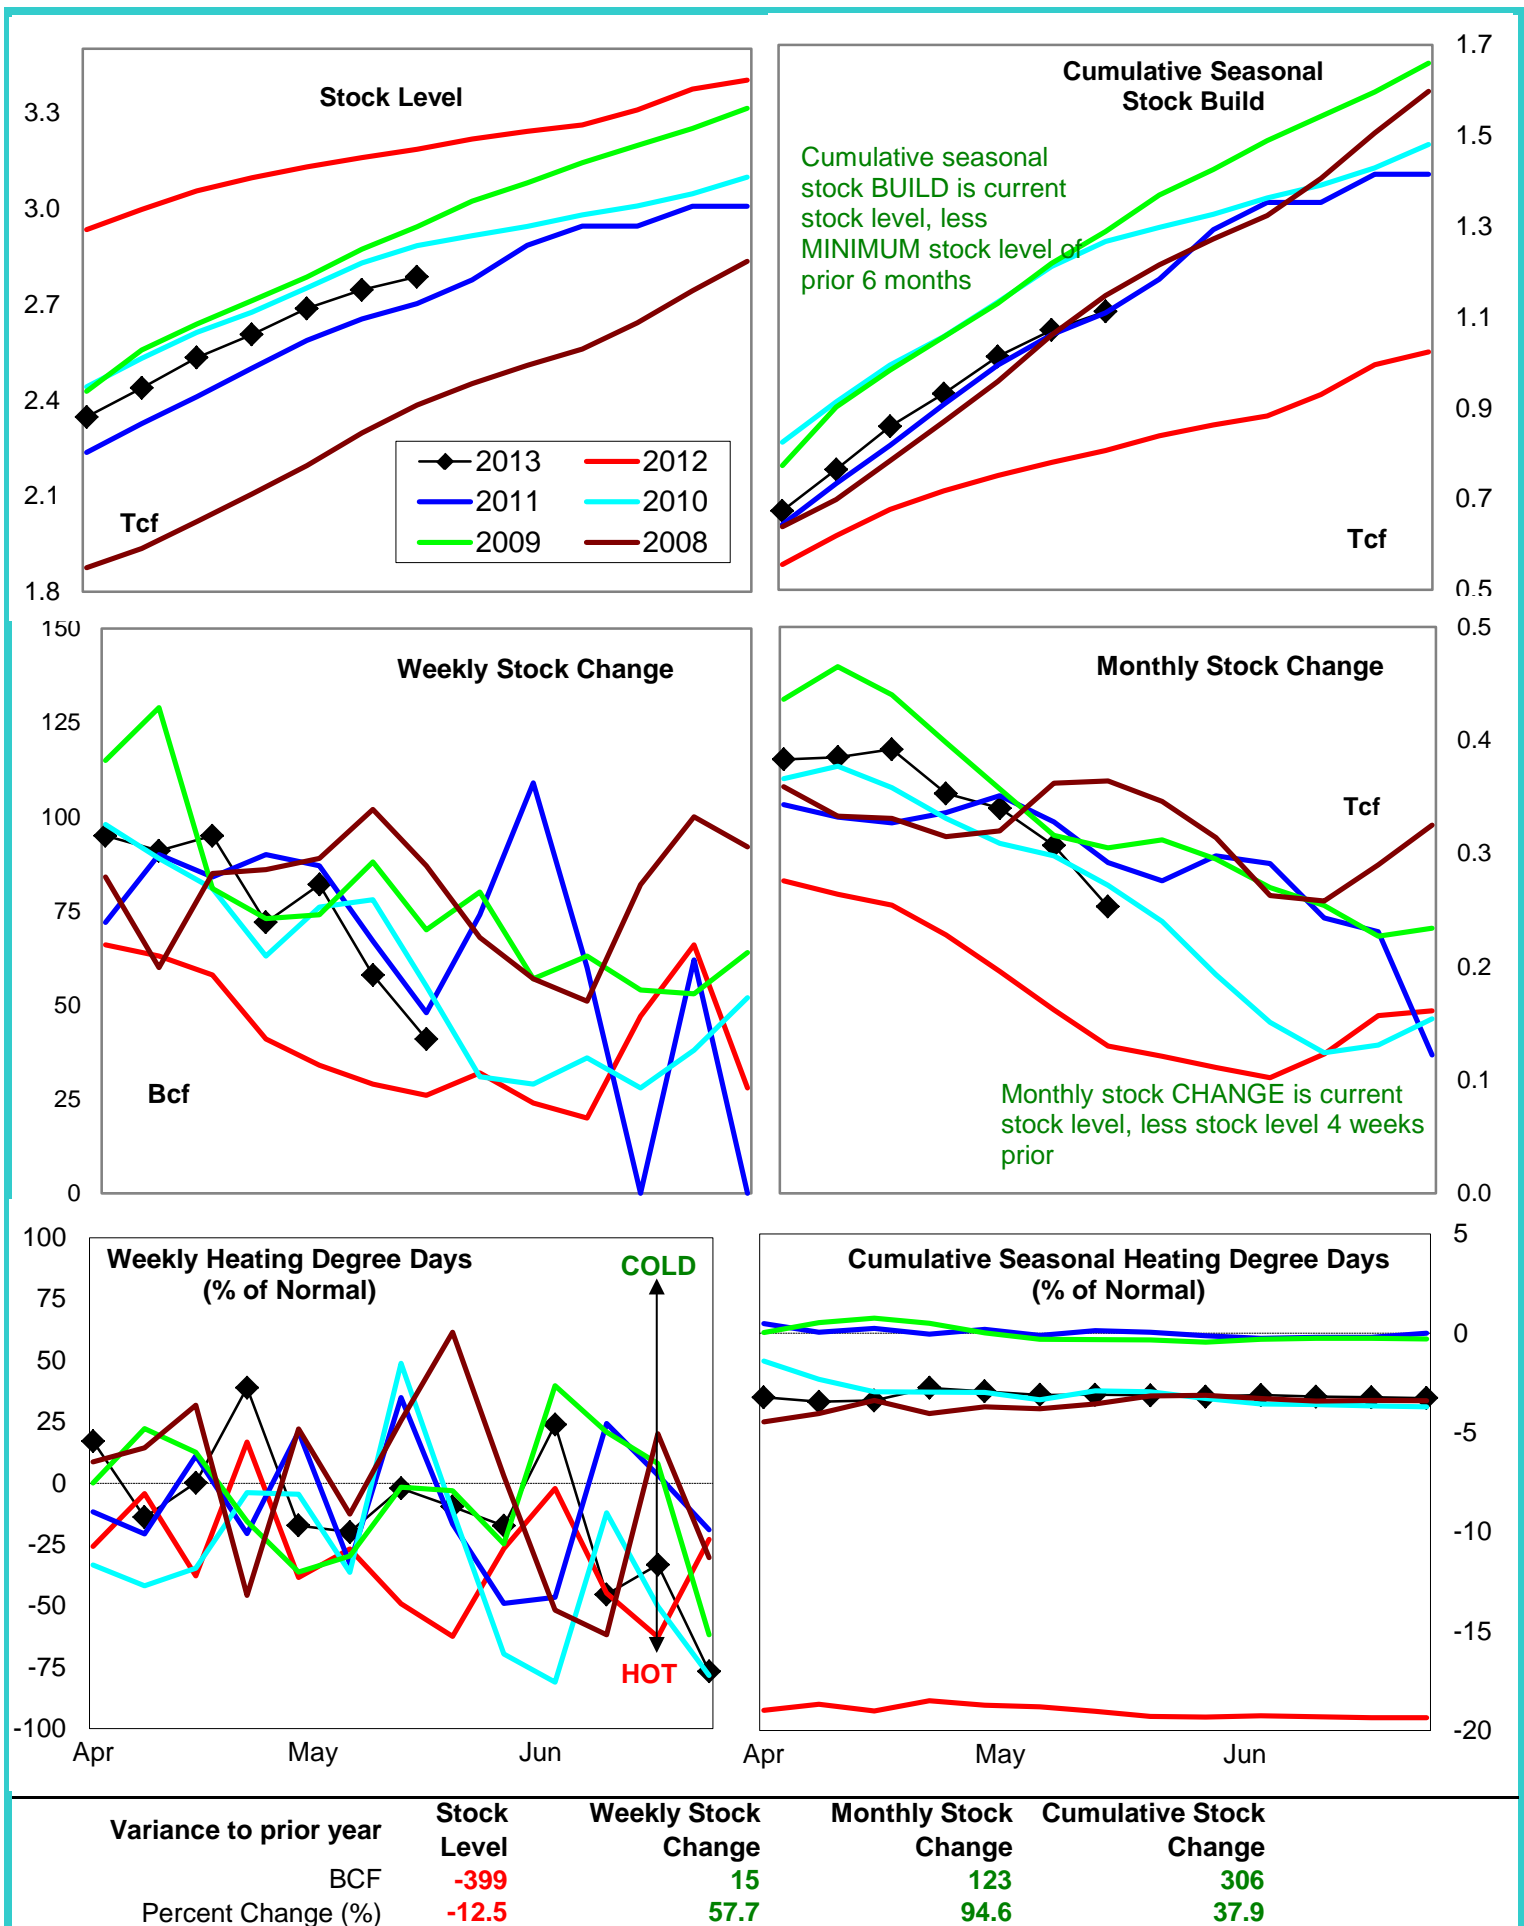 Stock Level
3.3
3.0
2.7
2.4
2.1
1.8
Tcf
2013
2012
2011
2010
2009
2008
Cumulative Seasonal
Stock Build
Cumulative seasonal
stock BUILD is current
stock level, less
MINIMUM stock level of
prior 6 months
Tcf
1.7
1.5
1.3
1.1
0.9
0.7
0.5
Weekly Stock Change
150
125
100
75
50
25
0
Bcf
Monthly Stock Change
Tcf
Monthly stock CHANGE is current
stock level, less stock level 4 weeks
prior
0.5
0.4
0.3
0.2
0.1
0.0
Weekly Heating Degree Days
(% of Normal)
COLD
HOT
100
75
50
25
0
-25
-50
-75
-100
Apr May Jun
Cumulative Seasonal Heating Degree Days
(% of Normal)
5
0
-5
-10
-15
-20
Apr May Jun
Variance to prior year
Stock
Level
Weekly Stock
Change
Monthly Stock
Change
Cumulative Stock
Change
BCF -399 15 123 306
Percent Change (%) -12.5 57.7 94.6 37.9